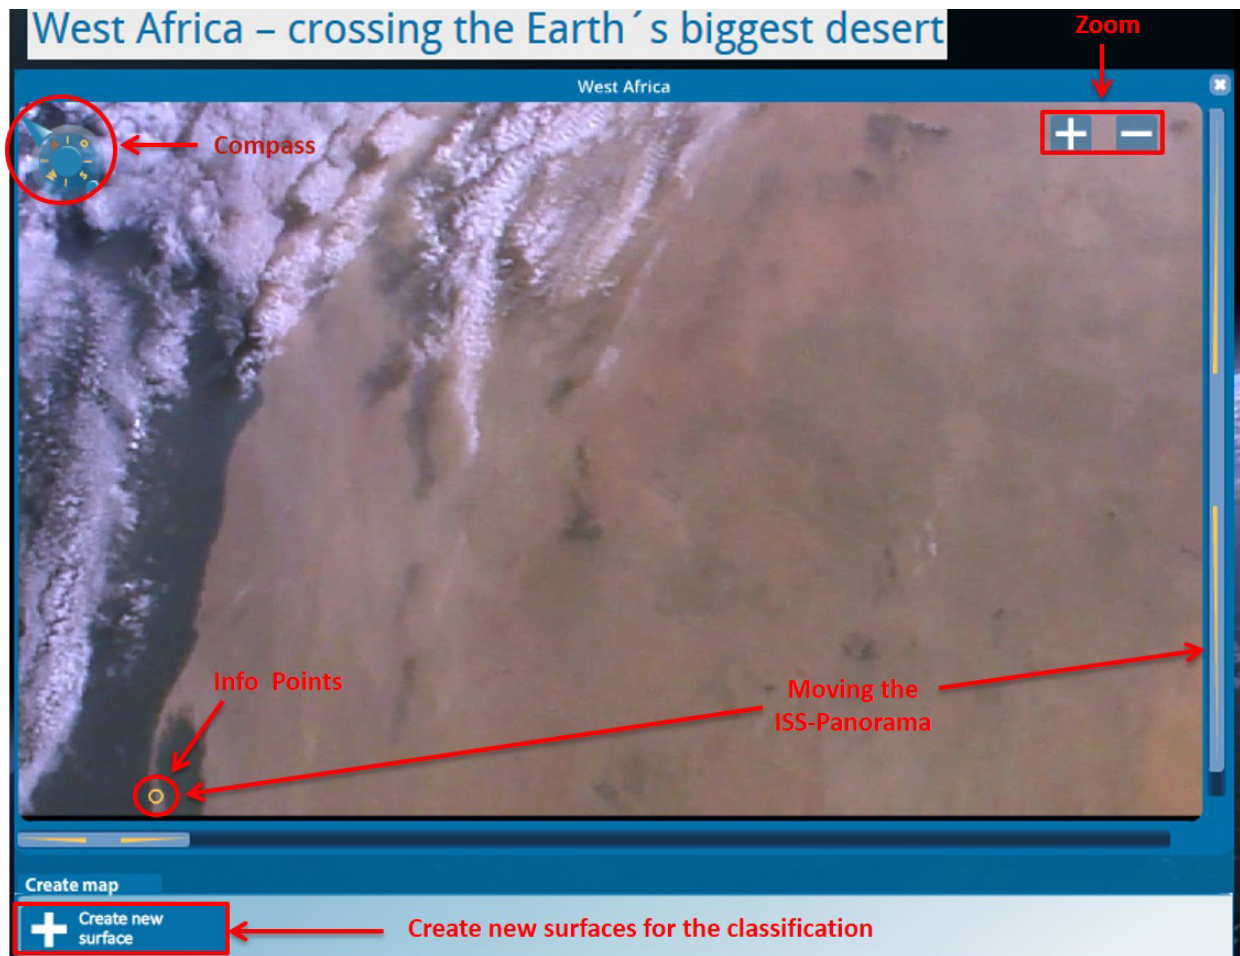 West Africa – crossing the Earth´s biggest desert
Zoom
West Africa
Compass
Info Points
Moving the
ISS-Panorama
Create map
Create new
surface
Create new surfaces for the classification